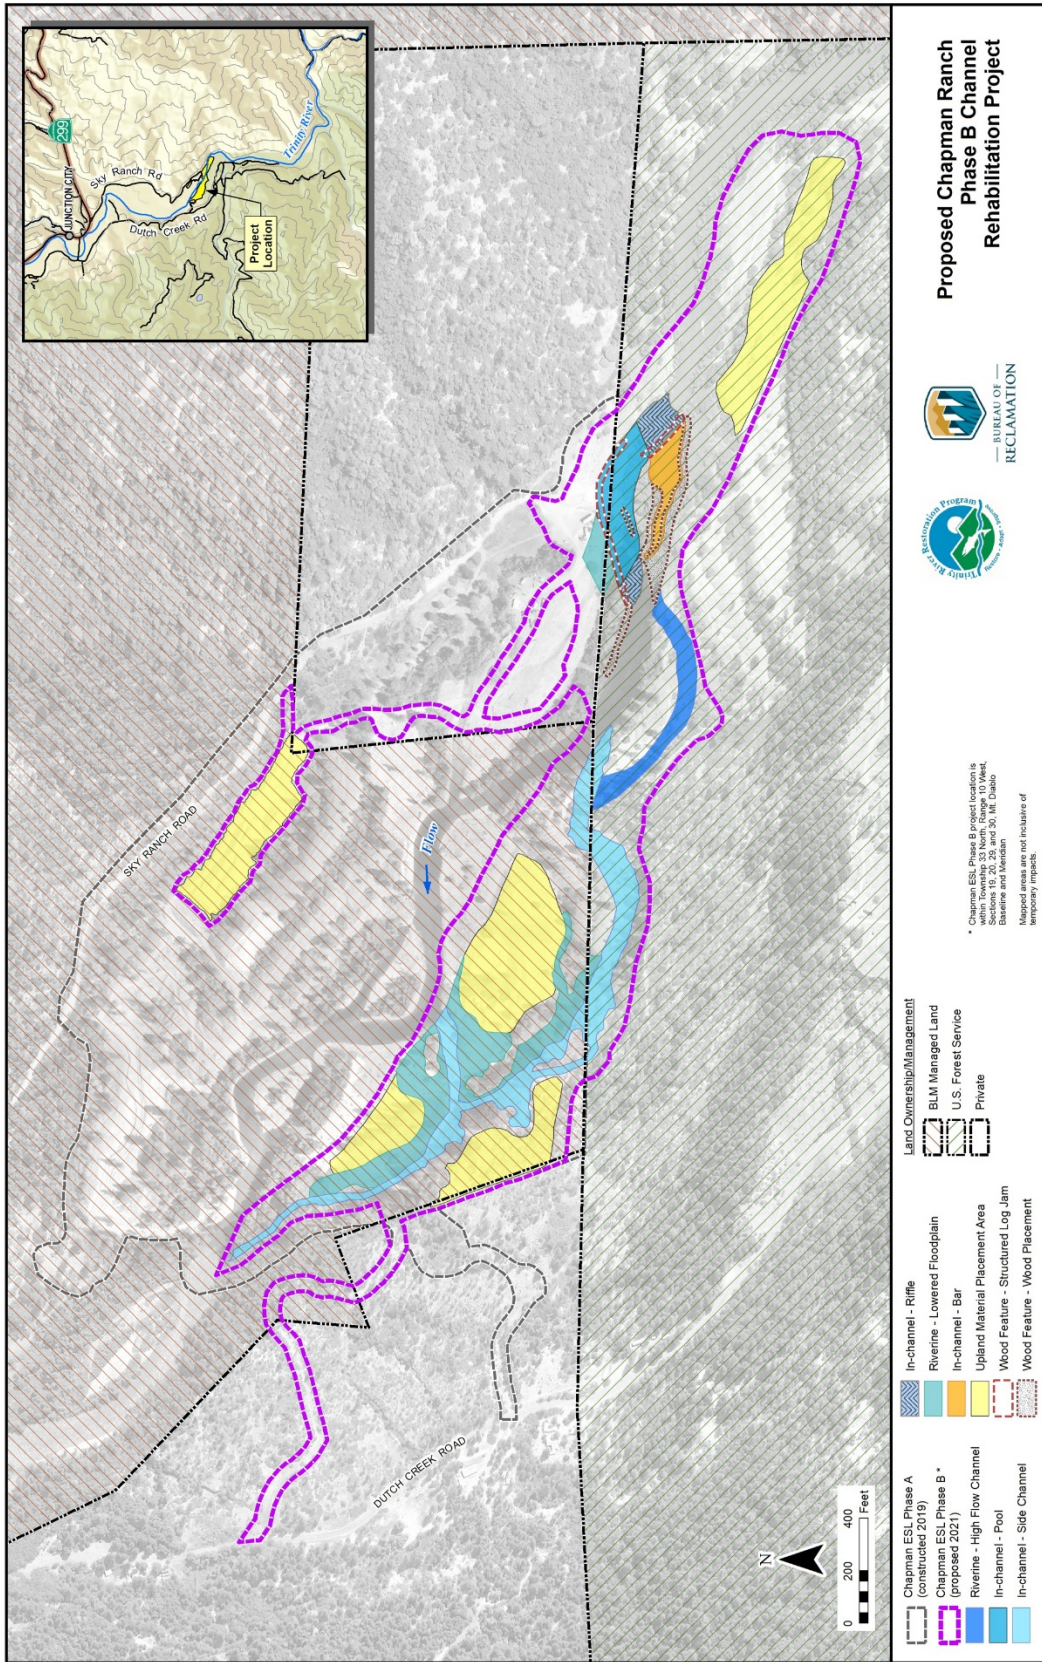 299
JUNCTION CITY
Sky Ranch Rd
Dutch Creek Rd
Trinity River
Project
Location
SKY RANCH ROAD
Flow
DUTCH CREEK ROAD
N
0 200 400
Feet
Chapman ESL Phase A
(constructed 2019)
Chapman ESL Phase B *
(proposed 2021)
Riverine - High Flow Channel
In-channel - Pool
In-channel - Side Channel
In-channel - Riffle
Riverine - Lowered Floodplain
In-channel - Bar
Upland Material Placement Area
Wood Feature - Structured Log Jam
Wood Feature - Wood Placement
Land Ownership/Management
BLM Managed Land
U.S. Forest Service
Private
* Chapman ESL Phase B project location is
within Township 33 North, Range 10 West,
Sections 19, 20, 29, and 30, Mt. Diablo
Baseline and Meridian
Mapped areas are not inclusive of
temporary impacts.
Trinity River Restoration Program
Restore - Adapt -
BUREAU OF
RECLAMATION
Proposed Chapman Ranch
Phase B Channel
Rehabilitation Project